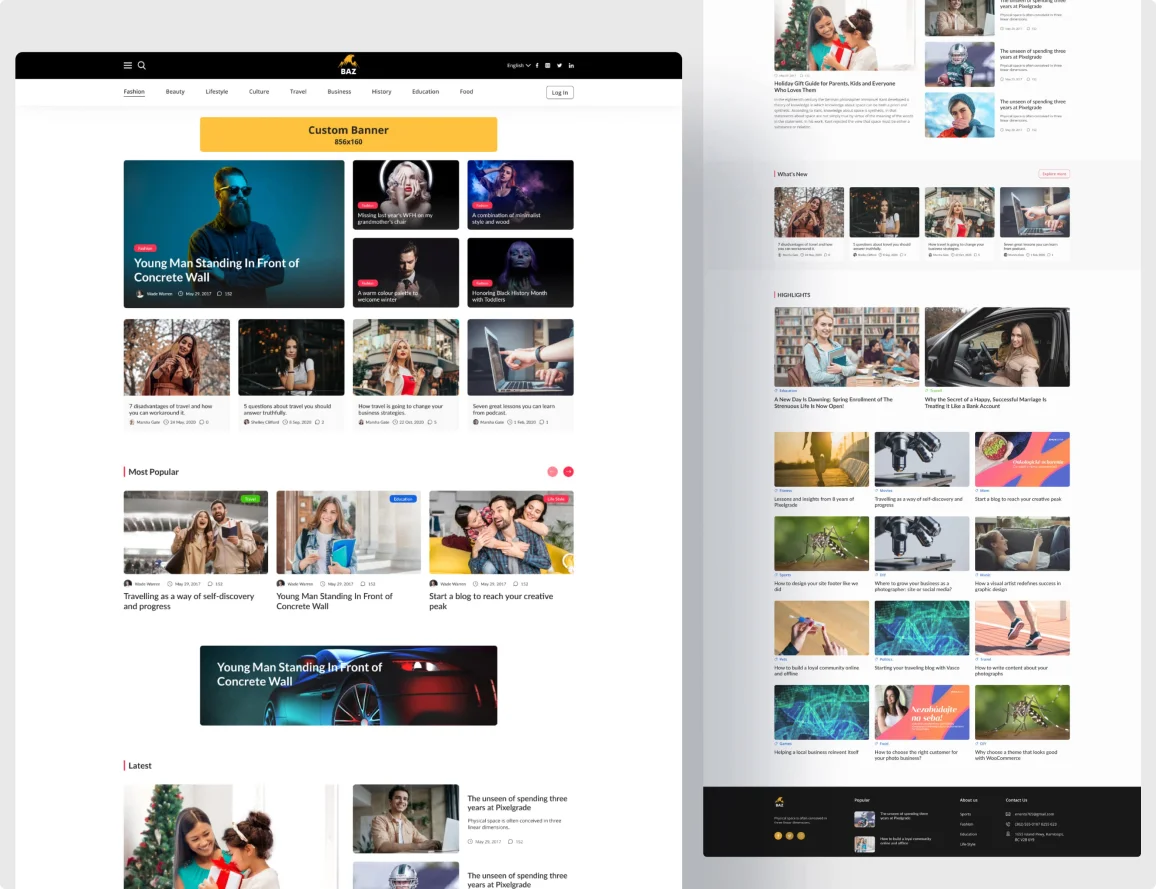 BAZ
English
Fashion
Beauty
Lifestyle
Culture
Travel
Business
History
Education
Food
Log In
Custom Banner
856x160
Fashion
Young Man Standing In Front of
Concrete Wall
Wade Warren
May 29, 2017
152
Fashion
Missing last year's WFH on my
grandmother's chair
Fashion
A combination of minimalist
style and wood
Fashion
A warm colour palette to
welcome winter
Fashion
Honoring Black History Month
with Toddlers
7 disadvantages of travel and how
you can workaround it.
Marsha Gale
24 May, 2020
0
5 questions about travel you should
answer truthfully.
Shelley Clifford
8 Sep, 2020
2
How travel is going to change your
business strategies.
Marsha Gale
22 Oct, 2020
5
Seven great lessons you can learn
from podcast.
Marsha Gale
2 Feb, 2020
3
Most Popular
Travel
Wade Warren
May 29, 2017
152
Travelling as a way of self-discovery
and progress
Education
Wade Warren
May 29, 2017
152
Young Man Standing In Front of
Concrete Wall
Life Style
Wade Warren
May 29, 2017
152
Start a blog to reach your creative
peak
Young Man Standing In Front of
Concrete Wall
Latest
The unseen of spending three
years at Pixelgrade
Physical space is often conceived in three
linear dimensions.
May 29, 2017
152
The unseen of spending three
years at Pixelgrade
years at Pixelgrade
Physical space is often conceived in three
linear dimensions.
The unseen of spending three
years at Pixelgrade
Physical space is often conceived in three
linear dimensions.
The unseen of spending three
years at Pixelgrade
Physical space is often conceived in three
linear dimensions.
Holiday Gift Guide for Parents, Kids and Everyone
Who Loves Them
What's New
Explore more
7 disadvantages of travel and how
you can workaround it.
5 questions about travel you should
answer truthfully.
How travel is going to change your
business strategies.
Seven great lessons you can learn
from podcast.
HIGHLIGHTS
Education
A New Day Is Dawning: Spring Enrollment of The
Strenuous Life Is Now Open!
Why the Secret of a Happy, Successful Marriage Is
Treating It Like a Bank Account
Lessons and insights from 8 years of
Pixelgrade
Travelling as a way of self-discovery and
progress
Start a blog to reach your creative peak
Sports
How to design your site footer like we
did
DIY
Where to grow your business as a
photographer: site or social media?
How a visual artist redefines success in
graphic design
Pets
How to build a loyal community online
and offline
Starting your traveling blog with Vasco
Travel
How to write content about your
photographs
Games
Helping a local business reinvent itself
Nezabúdajte
na seba!
Food
How to choose the right customer for
your photo business?
DIY
Why choose a theme that looks good
with WooCommerce
BAZ
Physical space is often conceived in
three linear dimensions.
Popular
The unseen of spending three
years at Pixelgrade
How to build a loyal community
online and offline
About us
Sports
Fashion
Education
Life Style
Contact Us